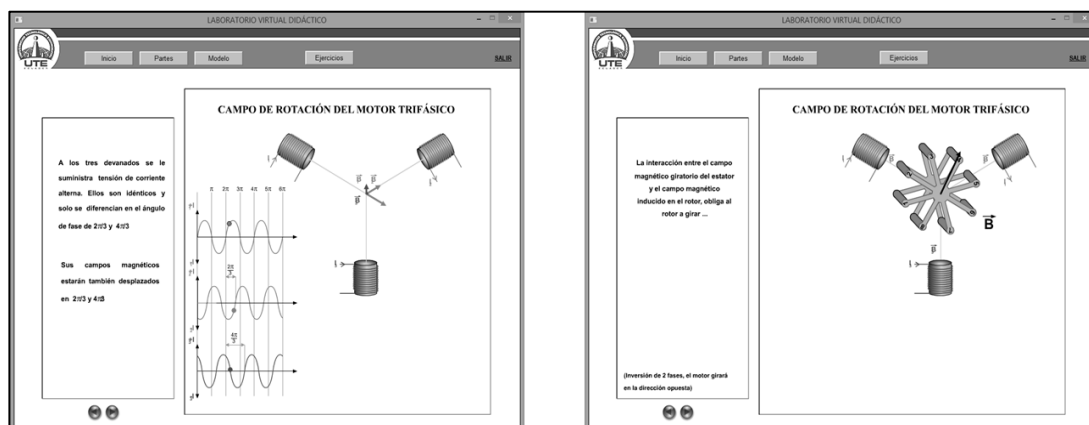 LABORATORIO VIRTUAL DIDÁCTICO
UTE
ECUADOR
Inicio
Partes
Modelo
Ejercicios
SALIR
CAMPO DE ROTACIÓN DEL MOTOR TRIFÁSICO
A los tres devanados se le
suministra tensión de corriente
alterna. Ellos son idénticos y
solo se diferencian en el ángulo
de fase de 2π/3 y 4π/3
Sus campos magnéticos
estarán también desplazados
en 2π/3 y 4π/3
π 2π 3π 4π 5π 6π
2π
3
4π
3
LABORATORIO VIRTUAL DIDÁCTICO
UTE
ECUADOR
Inicio
Partes
Modelo
Ejercicios
SALIR
CAMPO DE ROTACIÓN DEL MOTOR TRIFÁSICO
La interacción entre el campo
magnético giratorio del estator
y el campo magnético
inducido en el rotor, obliga al
rotor a girar ...
(Inversión de 2 fases, el motor girará
en la dirección opuesta)
B